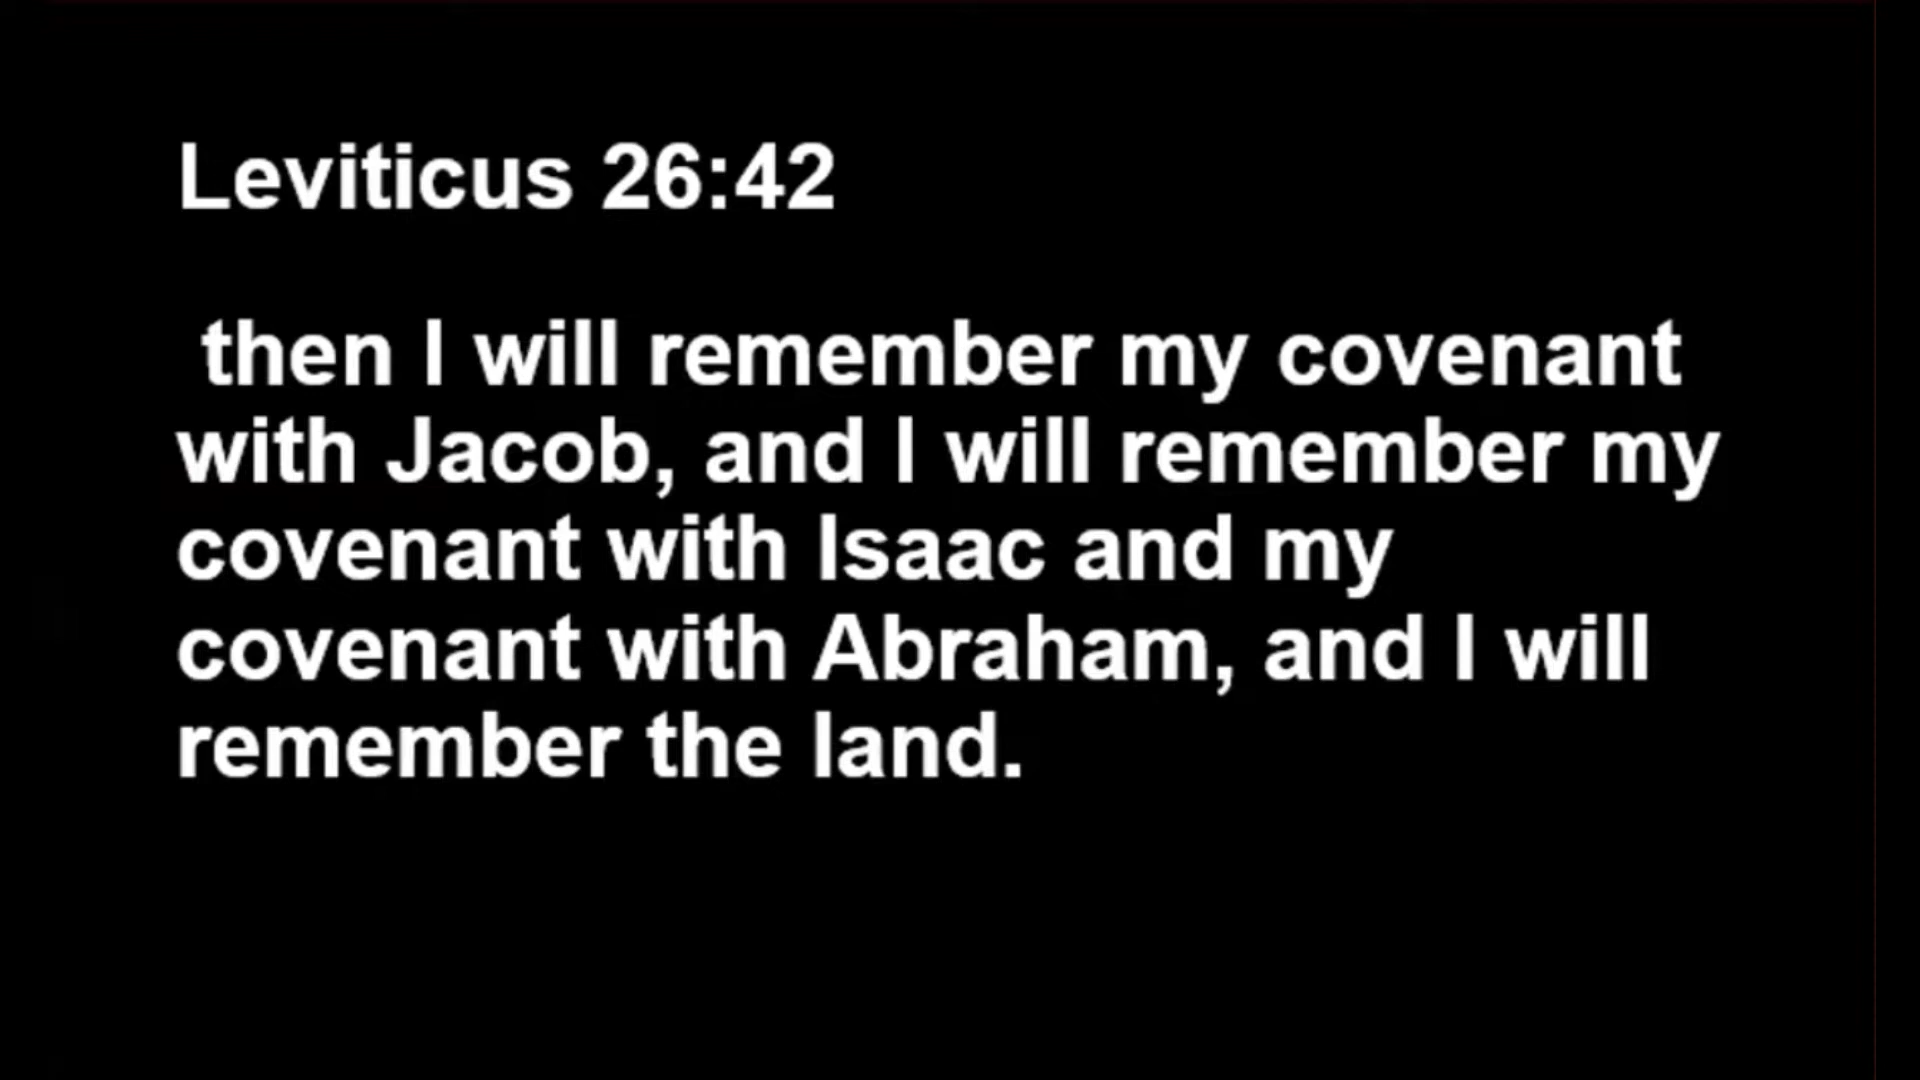 Leviticus 26:42
then I will remember my covenant
with Jacob, and I will remember my
covenant with Isaac and my
covenant with Abraham, and I will
remember the land.